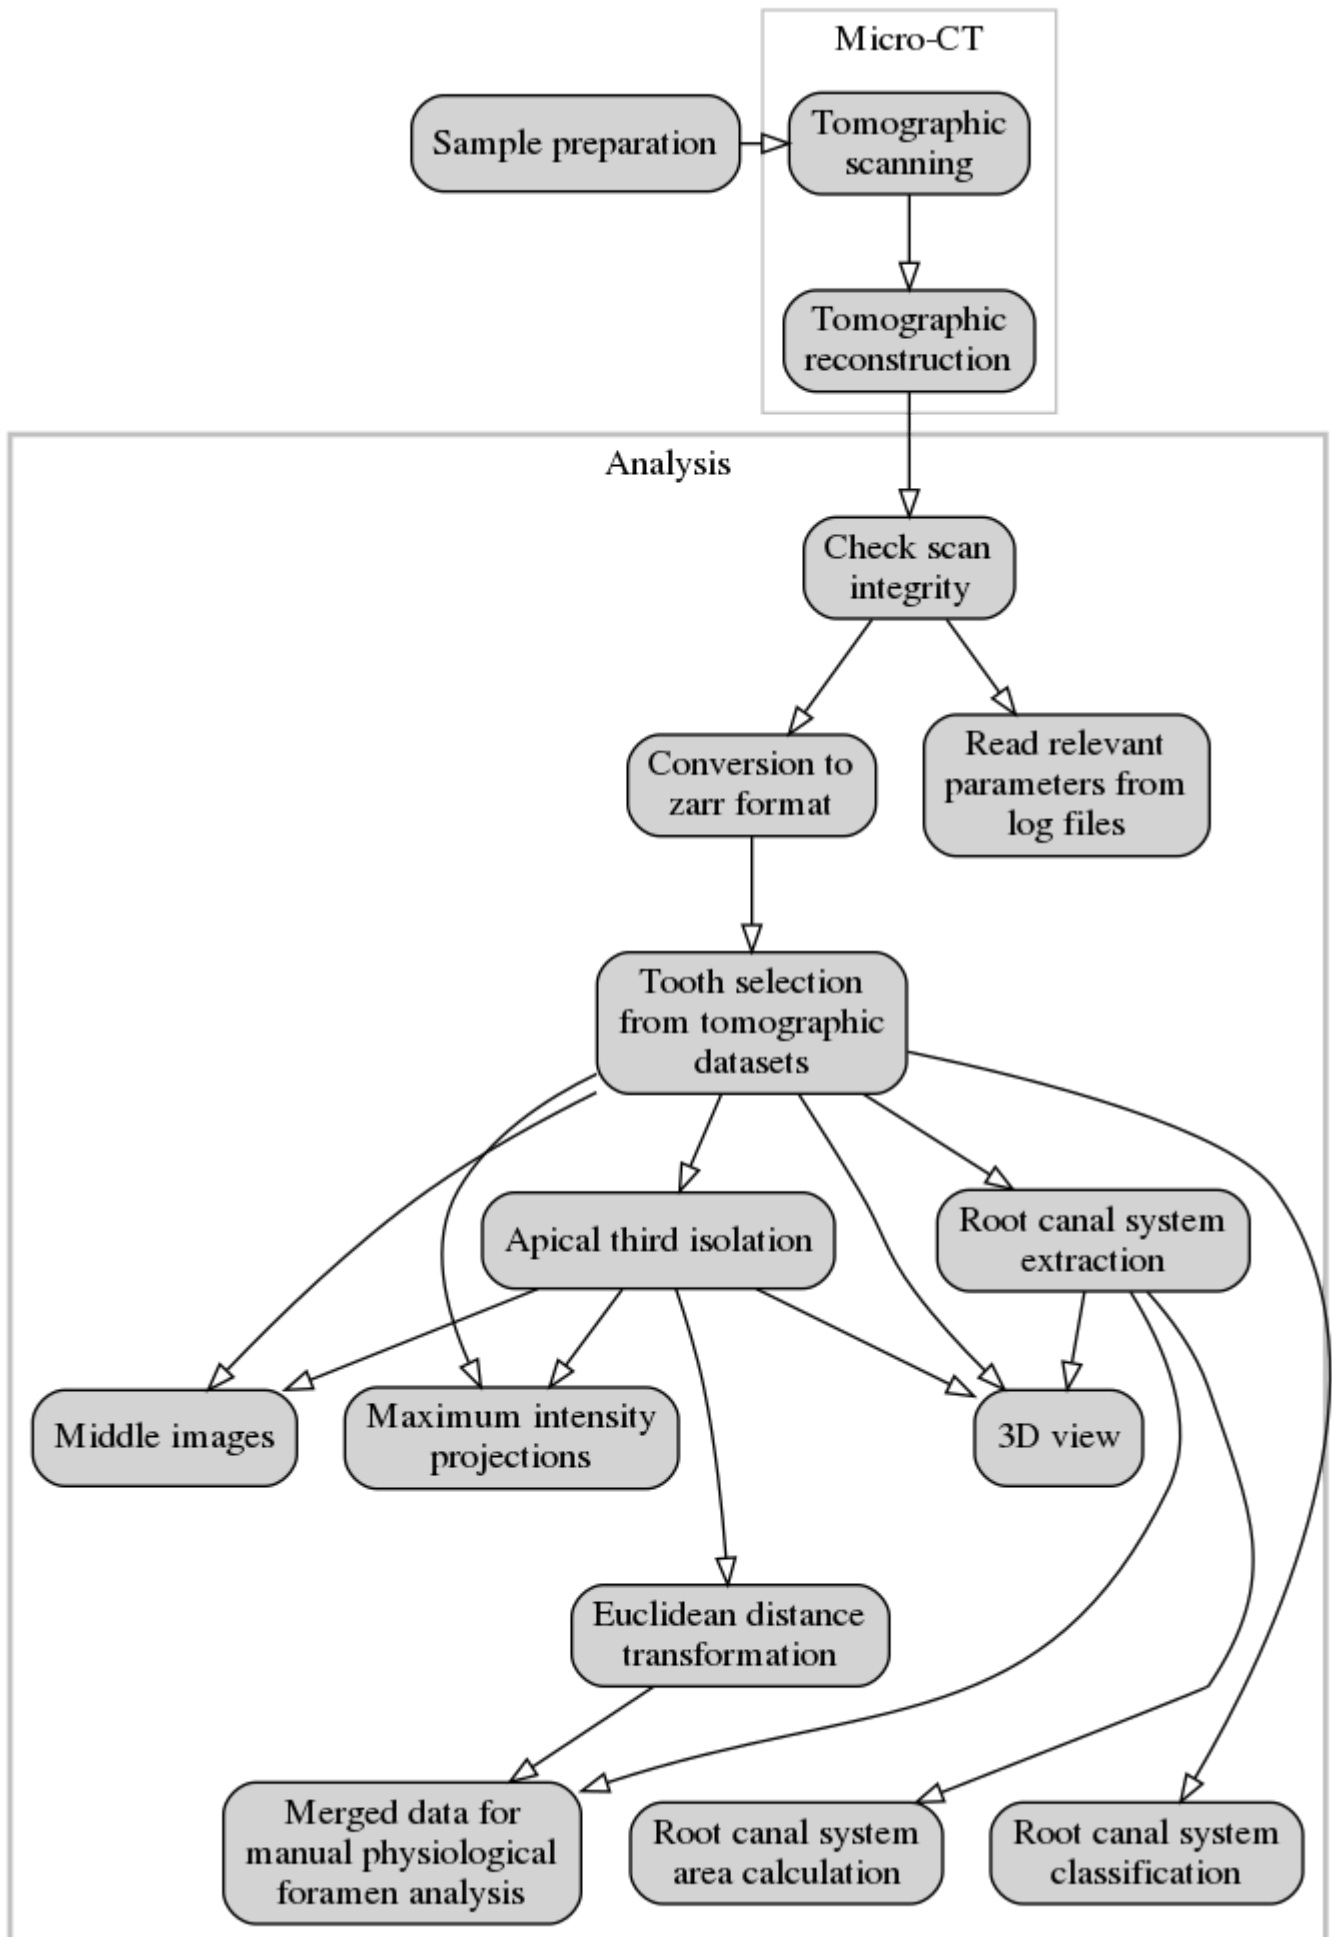 Micro-CT
Sample preparation
Tomographic
scanning
Tomographic
reconstruction
Analysis
Check scan
integrity
Conversion to
zarr format
Read relevant
parameters from
log files
Tooth selection
from tomographic
datasets
Apical third isolation
Root canal system
extraction
Middle images
Maximum intensity
projections
3D view
Euclidean distance
transformation
Merged data for
manual physiological
foramen analysis
Root canal system
area calculation
Root canal system
classification